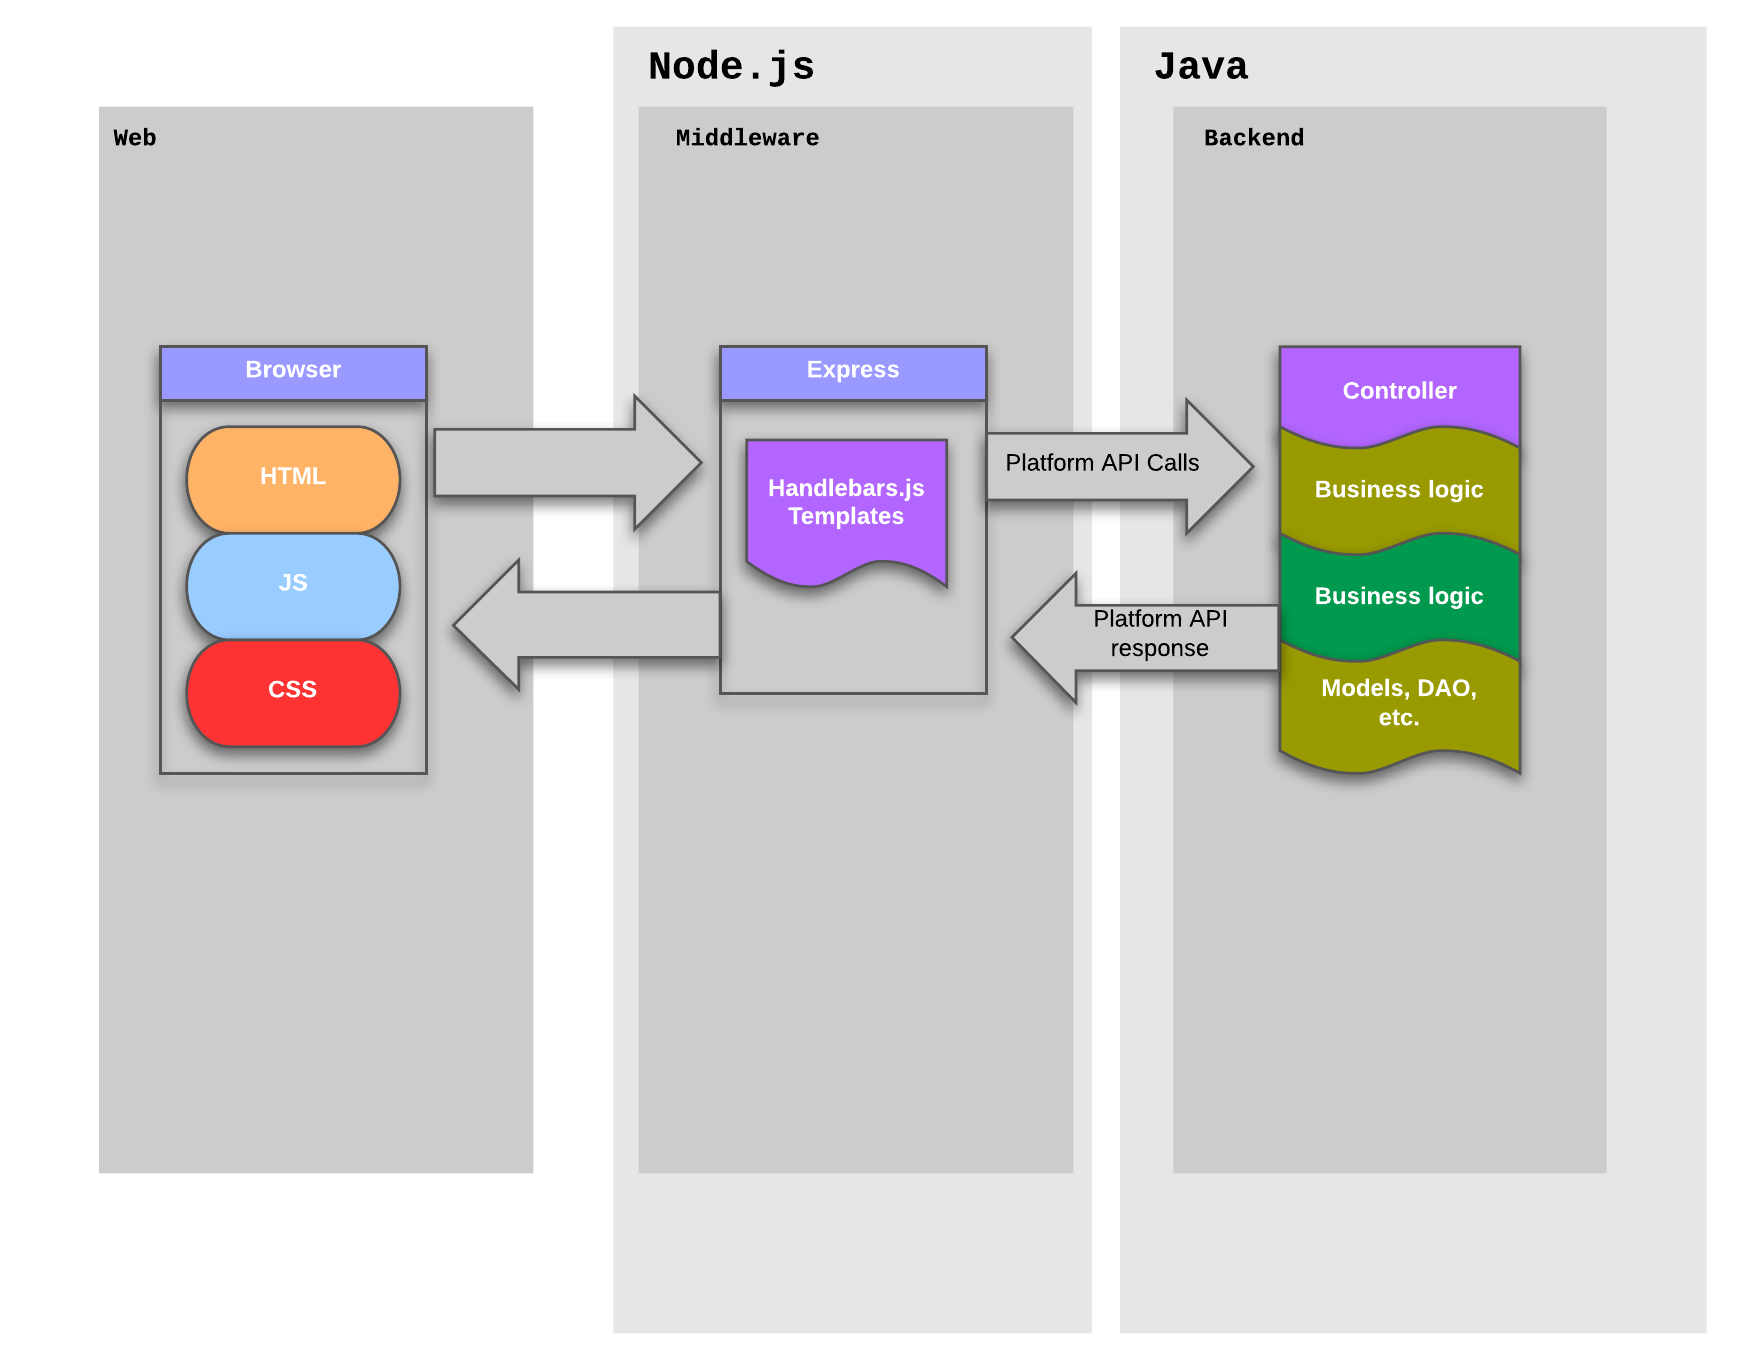 Node.js
Java
Web
Middleware
Backend
Browser
HTML
JS
CSS
Express
Handlebars.js
Templates
Platform API Calls
Platform API
response
Controller
Business logic
Business logic
Models, DAO,
etc.